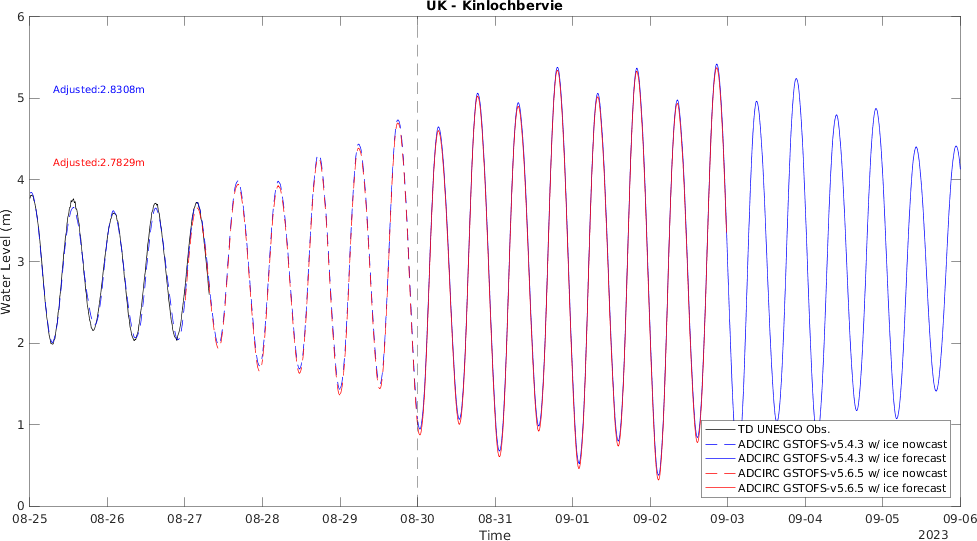 UK - Kinlochbervie
6
5
4
3
2
1
0
Water Level (m)
Adjusted:2.8308m
Adjusted:2.7829m
TD UNESCO Obs.
ADCIRC GSTOFS-v5.4.3 w/ ice nowcast
ADCIRC GSTOFS-v5.4.3 w/ ice forecast
ADCIRC GSTOFS-v5.6.5 w/ ice nowcast
ADCIRC GSTOFS-v5.6.5 w/ ice forecast
08-25 08-26 08-27 08-28 08-29 08-30 08-31 09-01 09-02 09-03 09-04 09-05 09-06
Time
2023